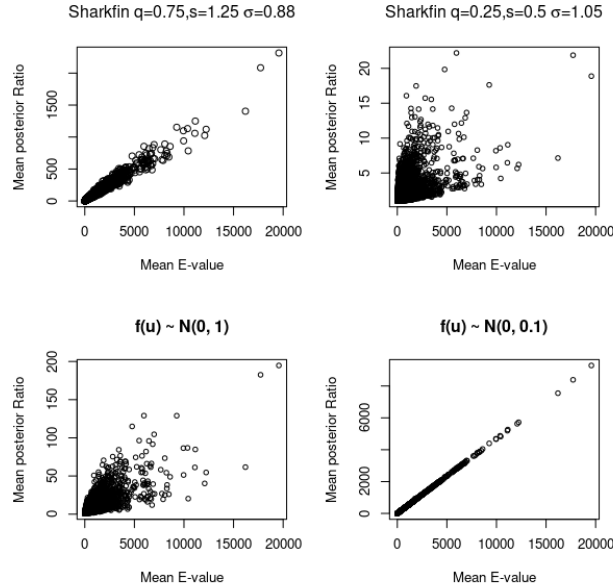 Sharkfin q=0.75,s=1.25 σ=0.88
Mean posterior Ratio
0 500 1500
0 5000 10000 15000 20000
Mean E-value
Sharkfin q=0.25,s=0.5 σ=1.05
Mean posterior Ratio
5 10 15 20
0 5000 10000 15000 20000
Mean E-value
f(u) ~ N(0, 1)
Mean posterior Ratio
0 50 100 150 200
0 5000 10000 15000 20000
Mean E-value
f(u) ~ N(0, 0.1)
Mean posterior Ratio
0 2000 6000
0 5000 10000 15000 20000
Mean E-value